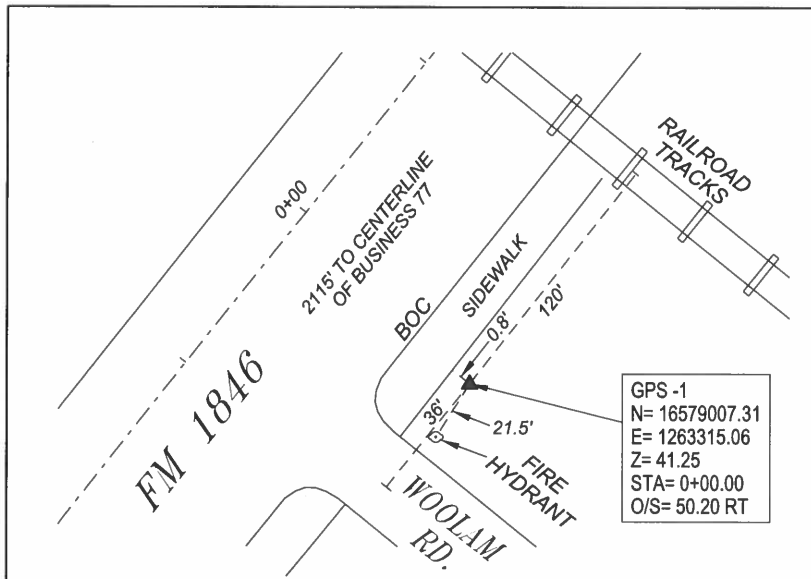 RAILROAD
TRACKS
0+00
2115' TO CENTERLINE
OF BUSINESS 77
BOC
SIDEWALK
0.8'
120'
FM 1846
36'
21.5'
FIRE
HYDRANT
WOOLAM
RD.
GPS -1
N= 16579007.31
E= 1263315.06
Z= 41.25
STA= 0+00.00
O/S= 50.20 RT